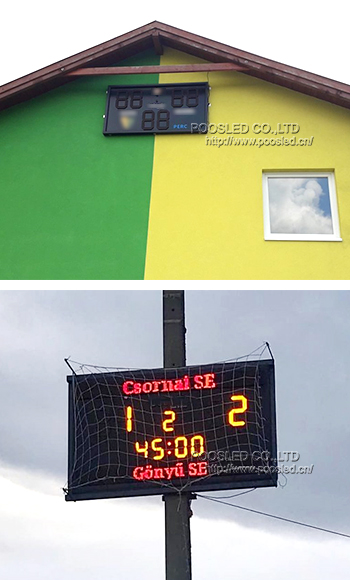 88 88
88 PERC
POOSLED CO.,LTD
http://www.poosled.cn/
Csornai SE
1 2 2
45:00
Gönyű SE
POOSLED CO.,LTD
http://www.poosled.cn/